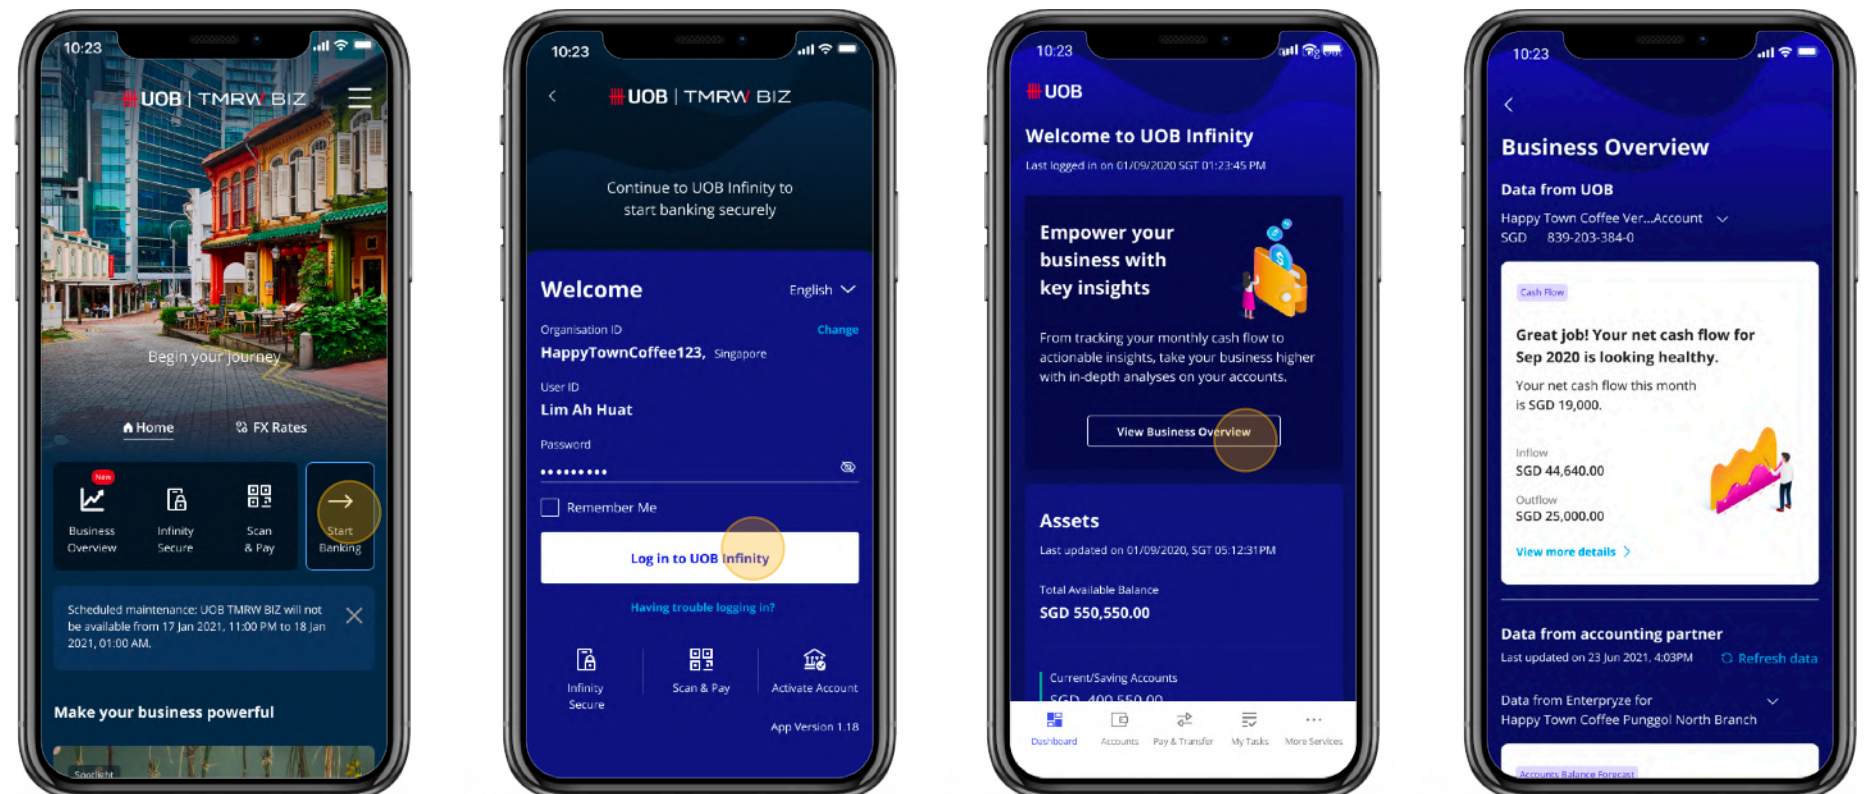 10:23
UOB | TMRW BIZ
Begin your journey
Home
FX Rates
New
Business Overview
Infinity Secure
Scan & Pay
Start Banking
Scheduled maintenance: UOB TMRW BIZ will not
be available from 17 Jan 2021, 11:00 PM to 18 Jan
2021, 01:00 AM.
Make your business powerful
Spotlight
10:23
UOB | TMRW BIZ
Continue to UOB Infinity to
start banking securely
Welcome
English
Organisation ID
Change
HappyTownCoffee123, Singapore
User ID
Lim Ah Huat
Password
Remember Me
Log in to UOB Infinity
Having trouble logging in?
Infinity Secure
Scan & Pay
Activate Account
App Version 1.18
10:23
UOB
Welcome to UOB Infinity
Last logged in on 01/09/2020 SGT 01:23:45 PM
Empower your
business with
key insights
From tracking your monthly cash flow to
actionable insights, take your business higher
with in-depth analyses on your accounts.
View Business Overview
Assets
Last updated on 01/09/2020, SGT 05:12:31PM
Total Available Balance
SGD 550,550.00
Current/Saving Accounts
SGD 400,550.00
Dashboard
Accounts
Pay & Transfer
My Tasks
More Services
10:23
Business Overview
Data from UOB
Happy Town Coffee Ver...Account
SGD 839-203-384-0
Cash Flow
Great job! Your net cash flow for
Sep 2020 is looking healthy.
Your net cash flow this month
is SGD 19,000.
Inflow
SGD 44,640.00
Outflow
SGD 25,000.00
View more details
Data from accounting partner
Last updated on 23 Jun 2021, 4:03PM
Refresh data
Data from Enterpryze for
Happy Town Coffee Punggol North Branch
Accounts Balance Forecast